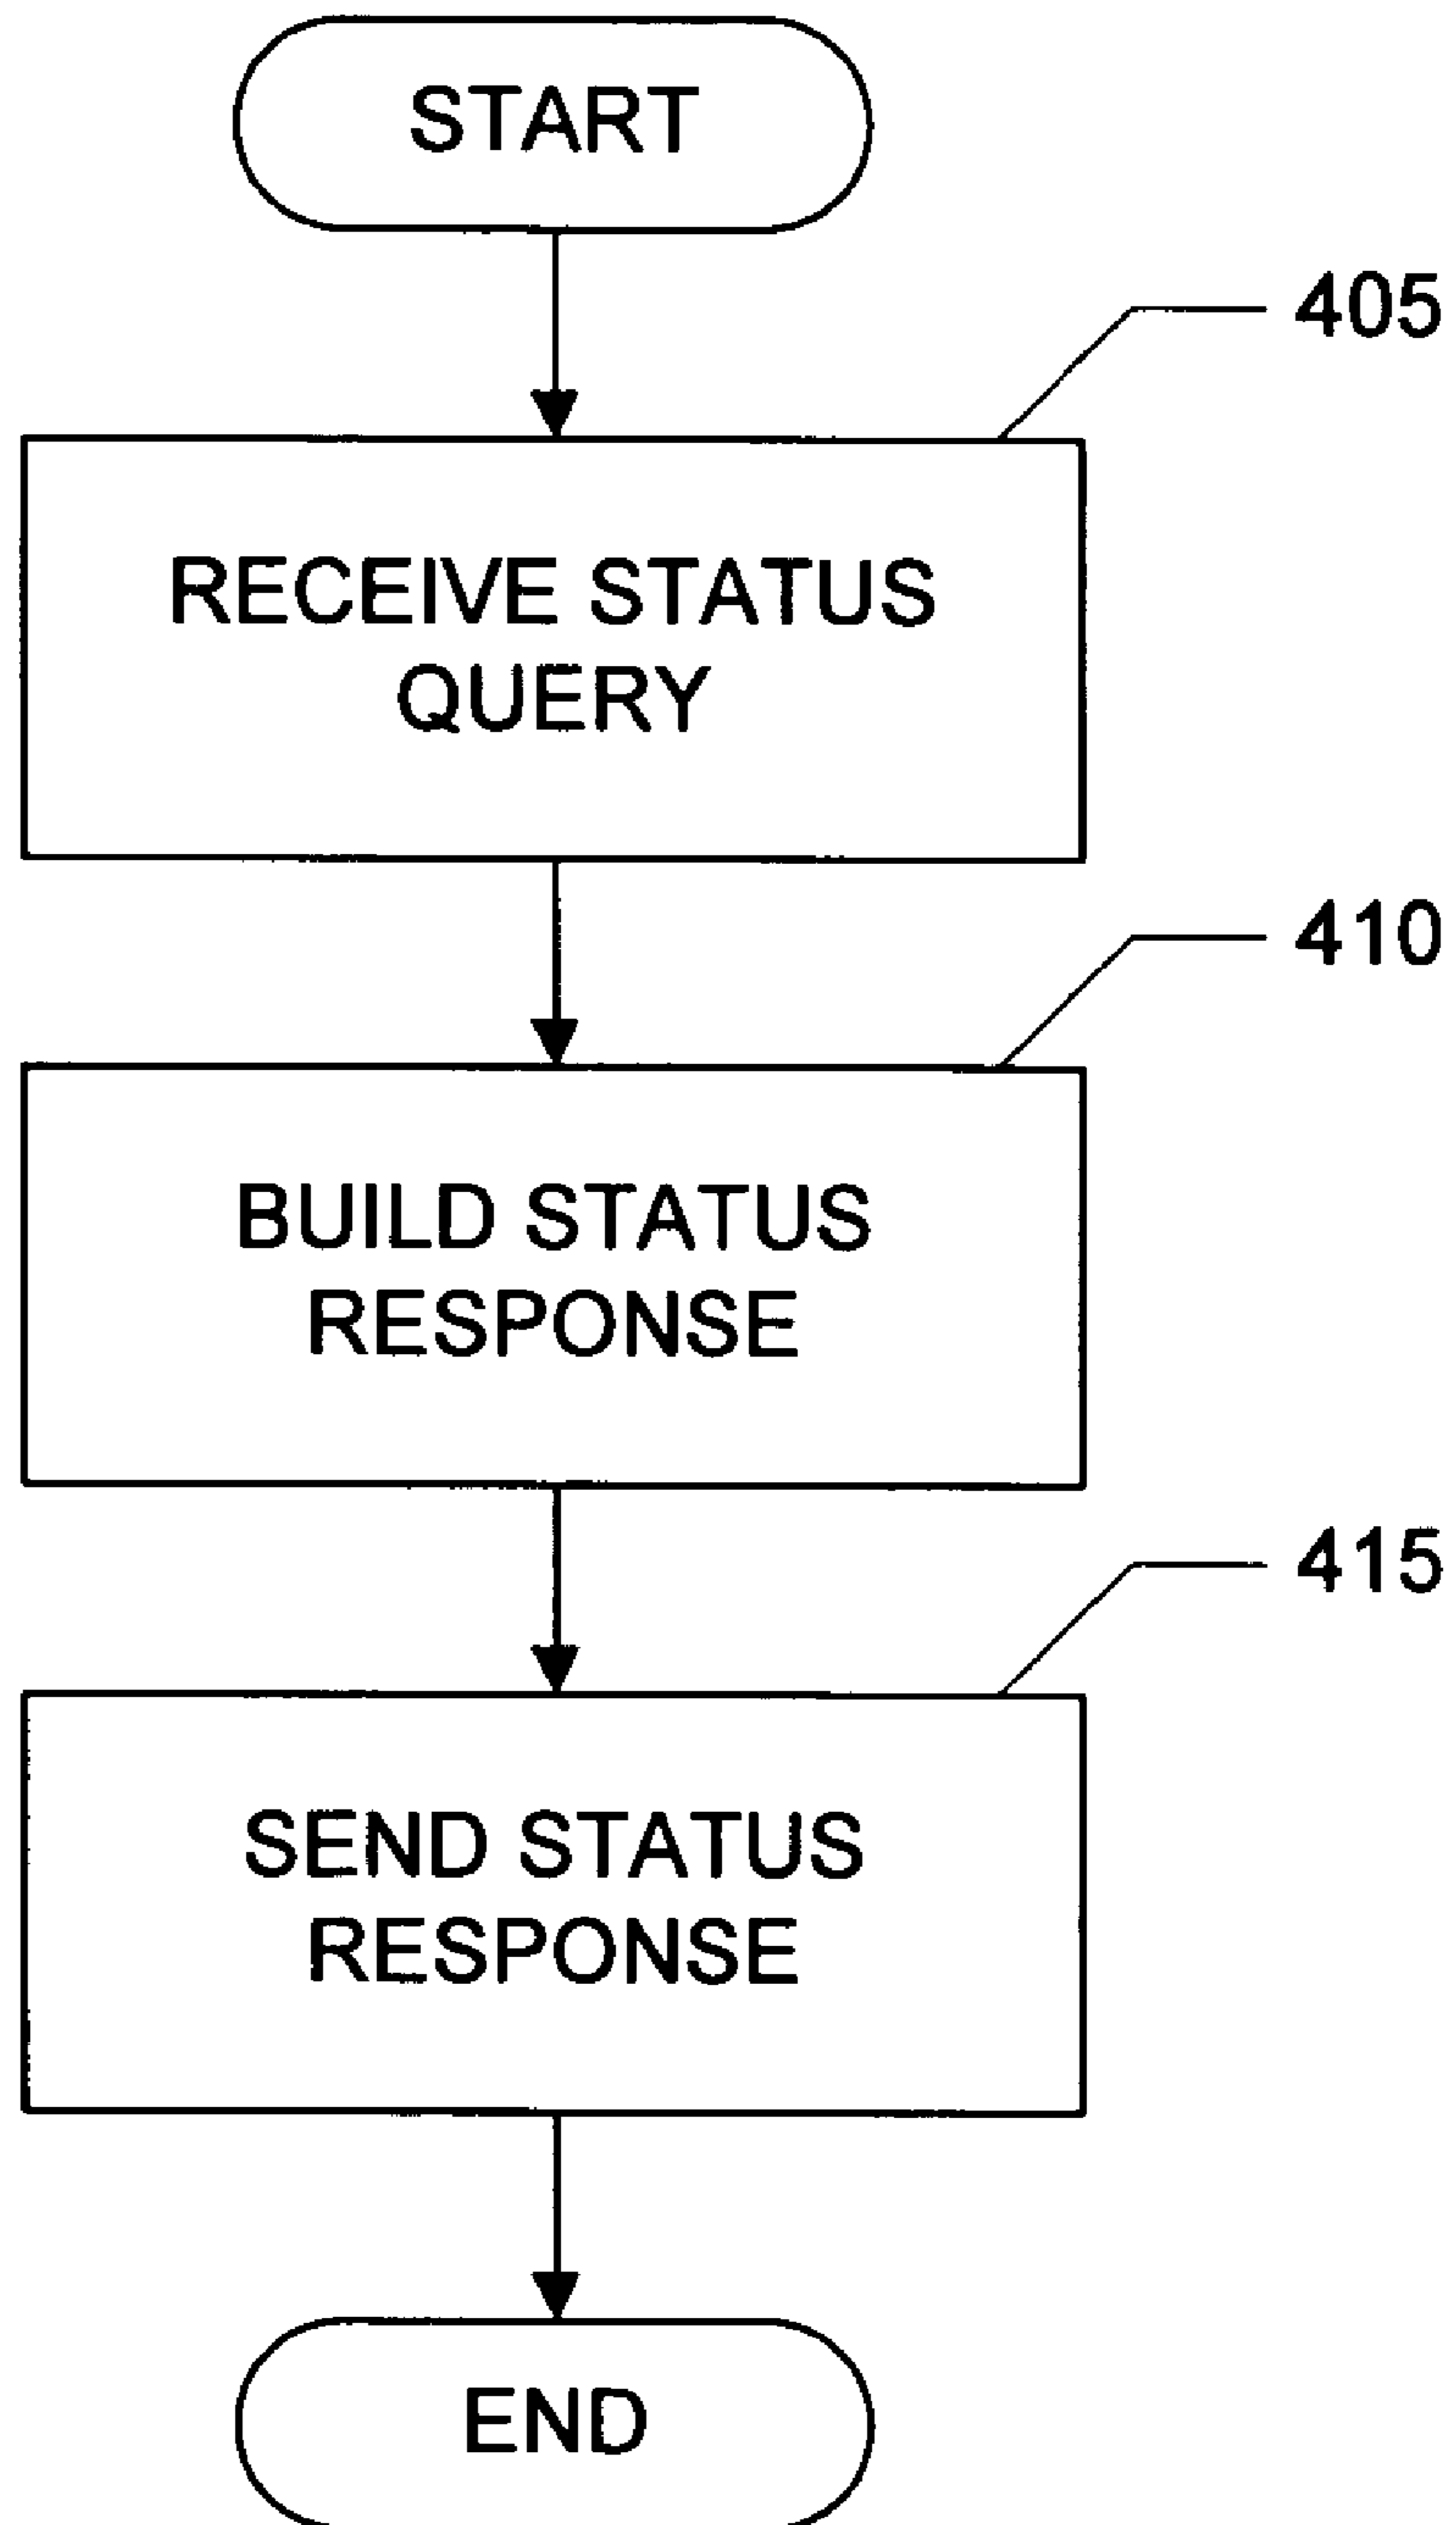 START
405
RECEIVE STATUS
QUERY
410
BUILD STATUS
RESPONSE
415
SEND STATUS
RESPONSE
END